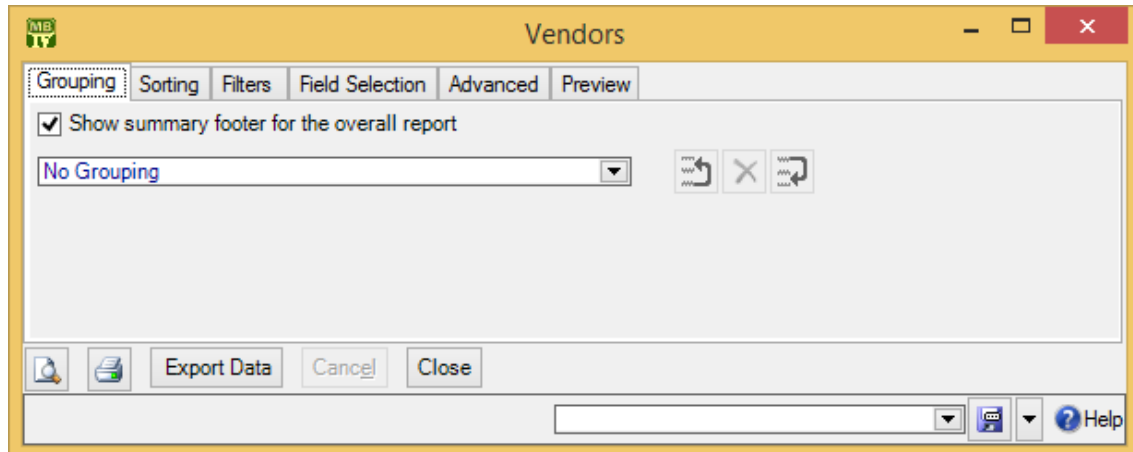 MB
Vendors
Grouping Sorting Filters Field Selection Advanced Preview
Show summary footer for the overall report
No Grouping
Export Data Cancel Close
Help